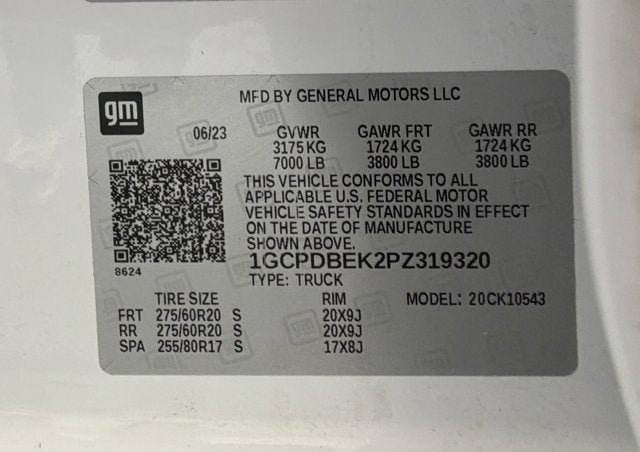 gm
MFD BY GENERAL MOTORS LLC
06/23 GVWR GAWR FRT GAWR RR
3175 KG 1724 KG 1724 KG
7000 LB 3800 LB 3800 LB
THIS VEHICLE CONFORMS TO ALL
APPLICABLE U.S. FEDERAL MOTOR
VEHICLE SAFETY STANDARDS IN EFFECT
ON THE DATE OF MANUFACTURE
SHOWN ABOVE.
8624
1GCPDBEK2PZ319320
TYPE: TRUCK
TIRE SIZE RIM MODEL: 20CK10543
FRT 275/60R20 S 20X9J
RR 275/60R20 S 20X9J
SPA 255/80R17 S 17X8J